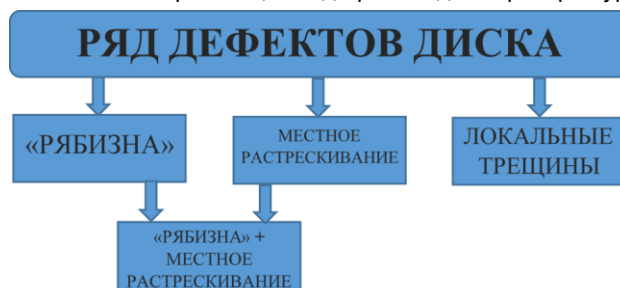 РЯД ДЕФЕКТОВ ДИСКА
«РЯБИЗНА»
МЕСТНОЕ
РАСТРЕСКИВАНИЕ
ЛОКАЛЬНЫЕ
ТРЕЩИНЫ
«РЯБИЗНА» +
МЕСТНОЕ
РАСТРЕСКИВАНИЕ